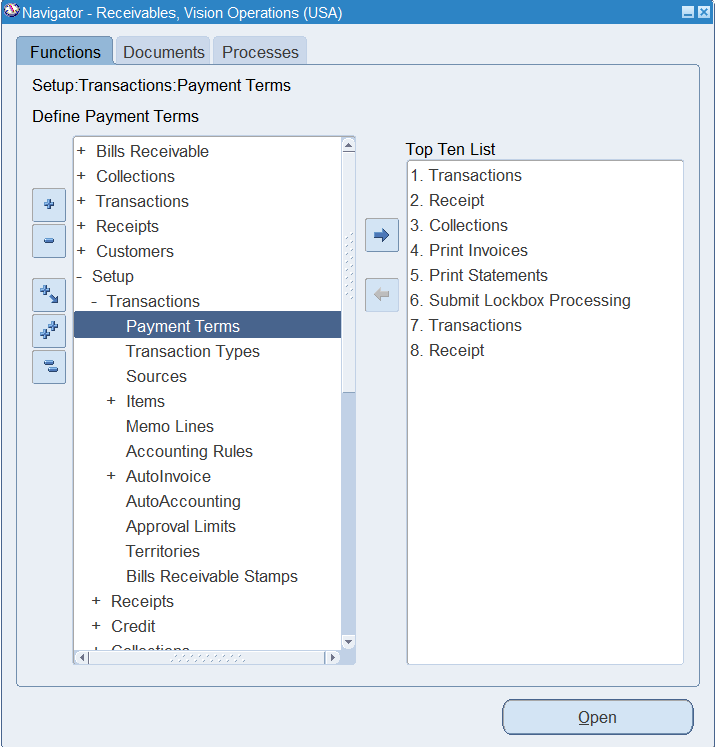 Navigator - Receivables, Vision Operations (USA)
Functions Documents Processes
Setup:Transactions:Payment Terms
Define Payment Terms
+ Bills Receivable
+ Collections
+ Transactions
+ Receipts
+ Customers
- Setup
- Transactions
Payment Terms
Transaction Types
Sources
+ Items
Memo Lines
Accounting Rules
+ AutoInvoice
AutoAccounting
Approval Limits
Territories
Bills Receivable Stamps
+ Receipts
+ Credit
+ Collections
Top Ten List
1. Transactions
2. Receipt
3. Collections
4. Print Invoices
5. Print Statements
6. Submit Lockbox Processing
7. Transactions
8. Receipt
Open